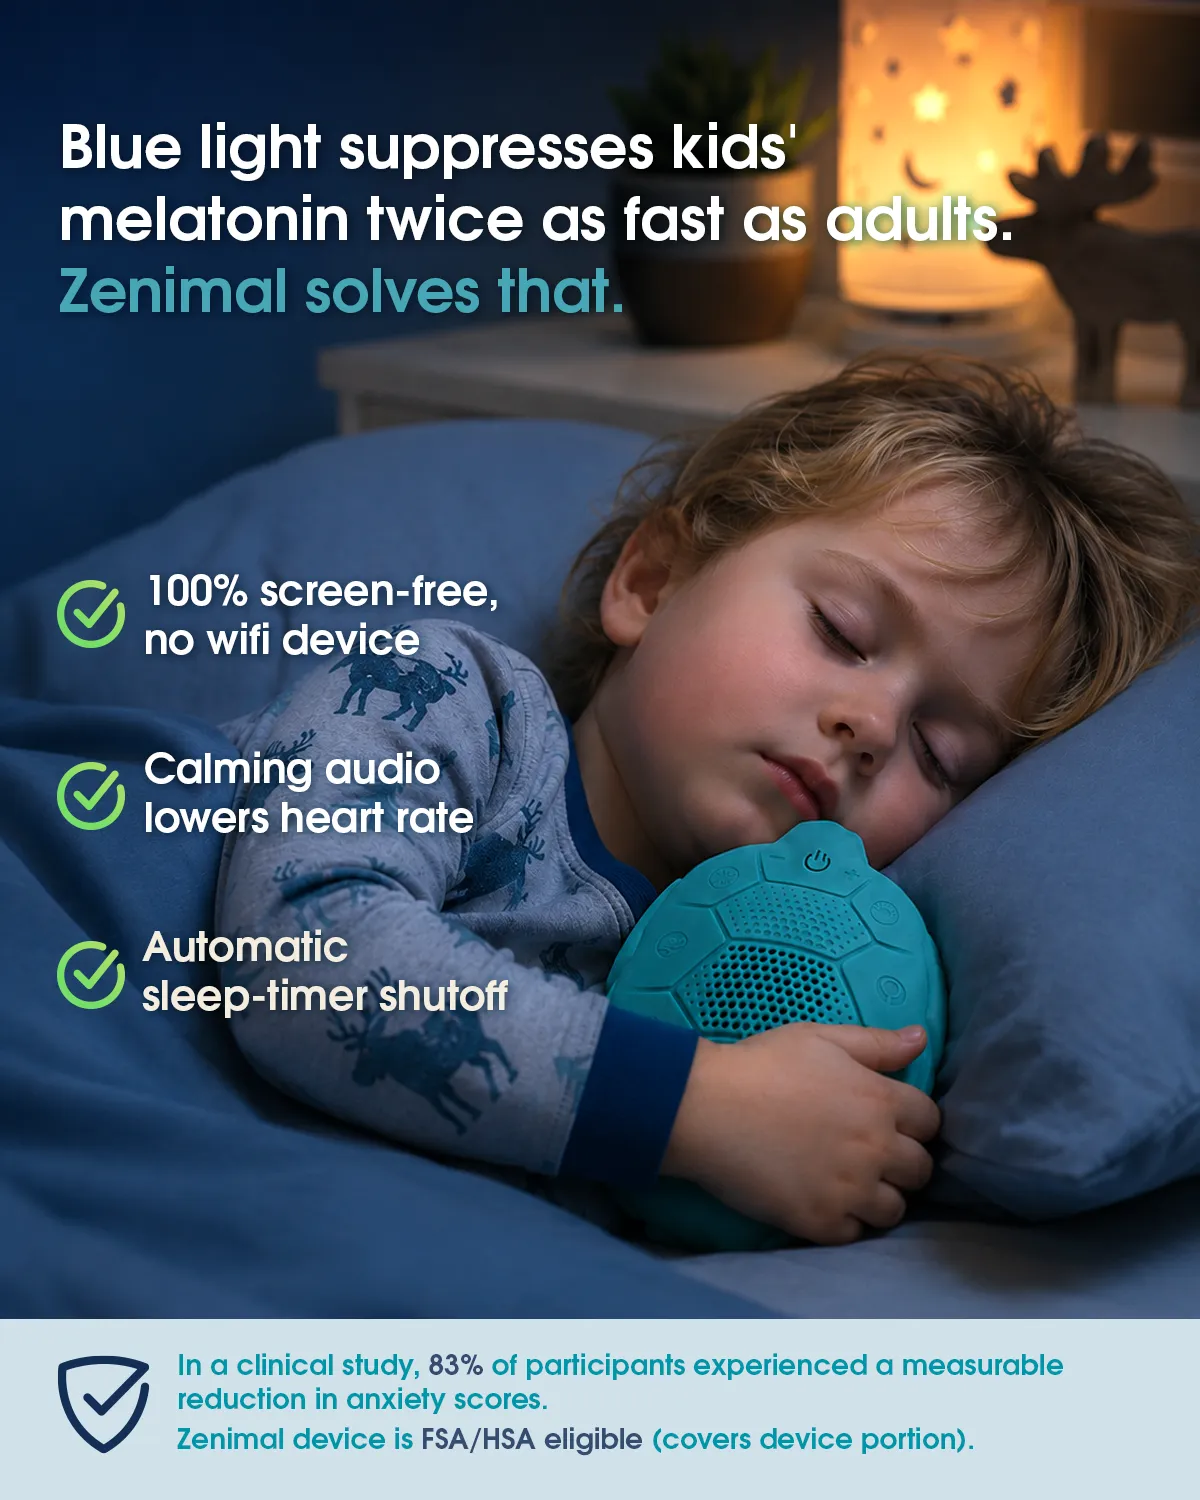 Blue light suppresses kids'
melatonin twice as fast as adults.
Zenimal solves that.
100% screen-free,
no wifi device
Calming audio
lowers heart rate
Automatic
sleep-timer shutoff
In a clinical study, 83% of participants experienced a measurable
reduction in anxiety scores.
Zenimal device is FSA/HSA eligible (covers device portion).